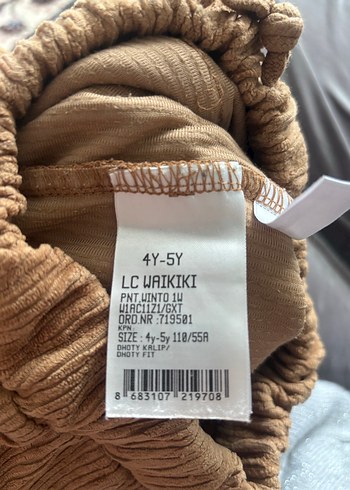 4Y-5Y
LC WAIKIKI
PNT,WINTO 1W
W1AC11Z1/GXT
ORD.NR :719501
KPN:
SIZE : 4y-5y 110/55A
DHOTY KALIP/
DHOTY FIT
8 683107 219708